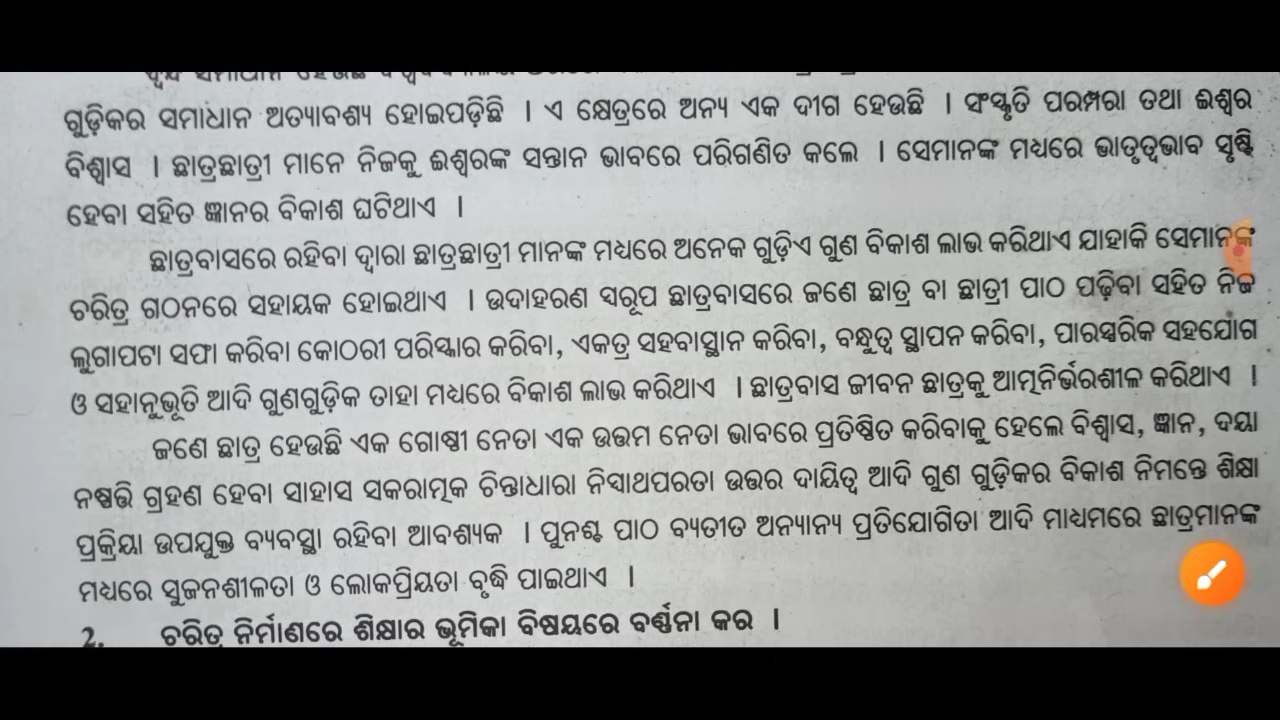 ଗୁଡ଼ିକର ସମାଧାନ ଅତ୍ୟାବଶ୍ୟ ହୋଇପଡ଼ିଛି । ଏ କ୍ଷେତ୍ରରେ ଅନ୍ୟ ଏକ ଦୀଗ ହେଉଛି । ସଂସ୍କୃତି ପରମ୍ପରା ତଥା ଈଶ୍ୱର
ବିଶ୍ୱାସ । ଛାତ୍ରଛାତ୍ରୀ ମାନେ ନିଜକୁ ଈଶ୍ୱରଙ୍କ ସନ୍ତାନ ଭାବରେ ପରିଗଣିତ କଲେ । ସେମାନଙ୍କ ମଧ୍ୟରେ ଭାତୃତ୍ୱଭାବ ସୃଷ୍ଟି
ହେବା ସହିତ ଜ୍ଞାନର ବିକାଶ ଘଟିଥାଏ ।
ଛାତ୍ରବାସରେ ରହିବା ଦ୍ୱାରା ଛାତ୍ରଛାତ୍ରୀ ମାନଙ୍କ ମଧ୍ୟରେ ଅନେକ ଗୁଡ଼ିଏ ଗୁଣ ବିକାଶ ଲାଭ କରିଥାଏ ଯାହାକି ସେମାନଙ୍କ
ଚରିତ୍ର ଗଠନରେ ସହାୟକ ହୋଇଥାଏ । ଉଦାହରଣ ସ୍ୱରୂପ ଛାତ୍ରବାସରେ ଜଣେ ଛାତ୍ର ବା ଛାତ୍ରୀ ପାଠ ପଢ଼ିବା ସହିତ ନିଜ
ଲୁଗାପଟା ସଫା କରିବା କୋଠରୀ ପରିସ୍କାର କରିବା, ଏକତ୍ର ସହବାସ୍ଥାନ କରିବା, ବନ୍ଧୁତ୍ୱ ସ୍ଥାପନ କରିବା, ପାରସ୍ପରିକ ସହଯୋଗ
ଓ ସହାନୁଭୂତି ଆଦି ଗୁଣଗୁଡ଼ିକ ତାହା ମଧ୍ୟରେ ବିକାଶ ଲାଭ କରିଥାଏ । ଛାତ୍ରବାସ ଜୀବନ ଛାତ୍ରକୁ ଆତ୍ମନିର୍ଭରଶୀଳ କରିଥାଏ ।
ଜଣେ ଛାତ୍ର ହେଉଛି ଏକ ଗୋଷ୍ଠୀ ନେତା ଏକ ଉତ୍ତମ ନେତା ଭାବରେ ପ୍ରତିଷ୍ଠିତ କରିବାକୁ ହେଲେ ବିଶ୍ୱାସ, ଜ୍ଞାନ, ଦୟା
ନଷ୍ପତ୍ତି ଗ୍ରହଣ ହେବା ସାହାସ ସକରାତ୍ମକ ଚିନ୍ତାଧାରା ନିସାଥପରତା ଉତ୍ତର ଦାୟିତ୍ୱ ଆଦି ଗୁଣ ଗୁଡ଼ିକର ବିକାଶ ନିମନ୍ତେ ଶିକ୍ଷା
ପ୍ରକ୍ରିୟା ଉପଯୁକ୍ତ ବ୍ୟବସ୍ଥା ରହିବା ଆବଶ୍ୟକ । ପୁନଶ୍ଚ ପାଠ ବ୍ୟତୀତ ଅନ୍ୟାନ୍ୟ ପ୍ରତିଯୋଗିତା ଆଦି ମାଧ୍ୟମରେ ଛାତ୍ରମାନଙ୍କ
ମଧ୍ୟରେ ସୃଜନଶୀଳତା ଓ ଲୋକପ୍ରିୟତା ବୃଦ୍ଧି ପାଇଥାଏ ।
2. ଚରିତ୍ର ନିର୍ମାଣରେ ଶିକ୍ଷାର ଭୂମିକା ବିଷୟରେ ବର୍ଣ୍ଣନା କର ।